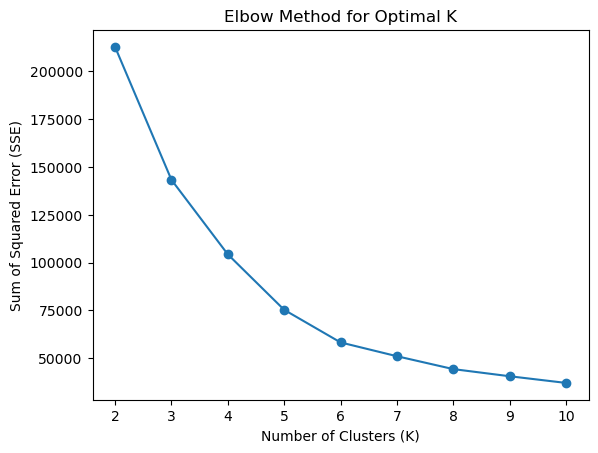 Elbow Method for Optimal K
200000
175000
150000
125000
100000
75000
50000
Sum of Squared Error (SSE)
2 3 4 5 6 7 8 9 10
Number of Clusters (K)